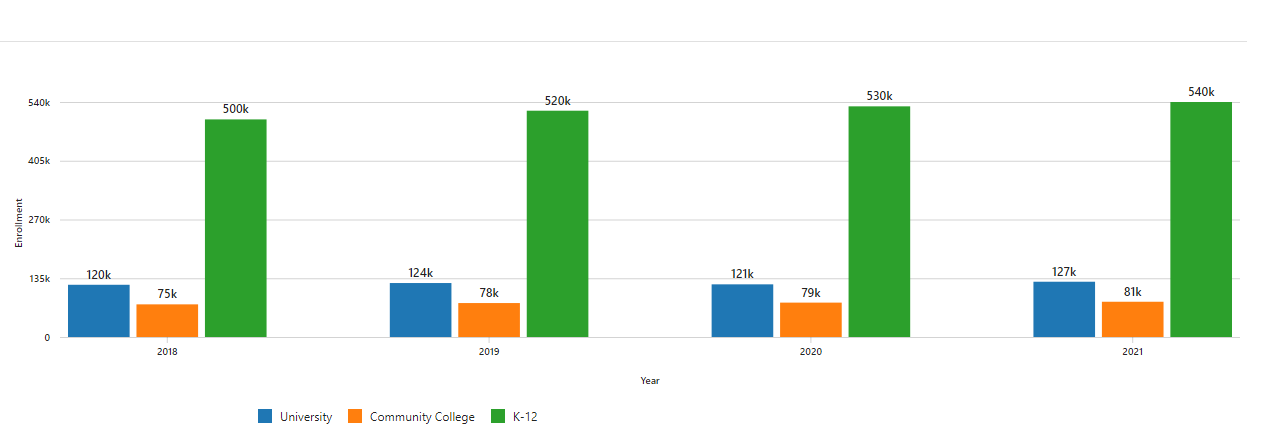 540k
405k
270k
135k
0
Enrollment
120k 75k 500k
124k 78k 520k
121k 79k 530k
127k 81k 540k
2018 2019 2020 2021
Year
University Community College K-12